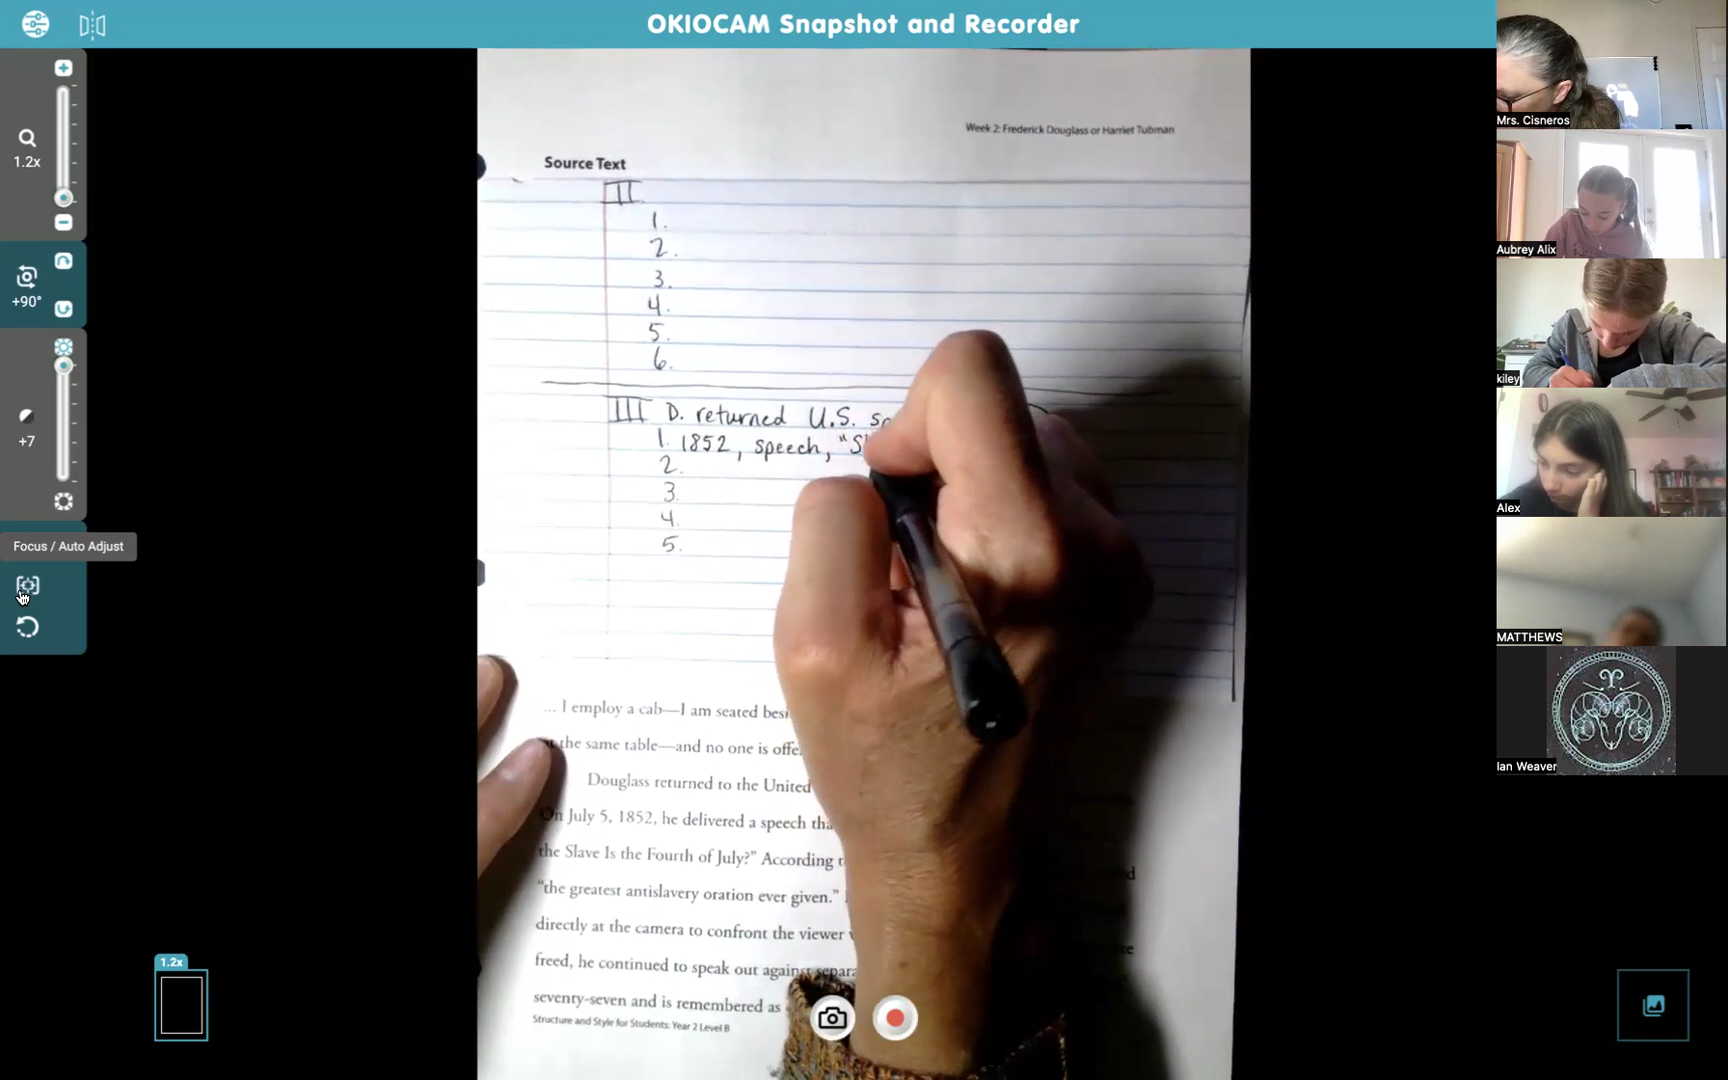 OKIOCAM Snapshot and Recorder
1.2x
+90°
+7
Focus / Auto Adjust
1.2x
Week 2: Frederick Douglass or Harriet Tubman
Source Text
II.
1.
2.
3.
4.
5.
6.
III D. returned U.S.
1. 1852, speech,
2.
3.
4.
5.
... I employ a cab—I am seated
the same table—and no one is
Douglass returned to the United
On July 5, 1852, he delivered a speech
the Slave Is the Fourth of July?" According
"the greatest antislavery oration ever given."
directly at the camera to confront the viewer
freed, he continued to speak out against
seventy-seven and is remembered as
Structure and Style for Students: Year 2 Level B
Mrs. Cisneros
Aubrey Alix
kiley
Alex
MATTHEWS
Ian Weaver